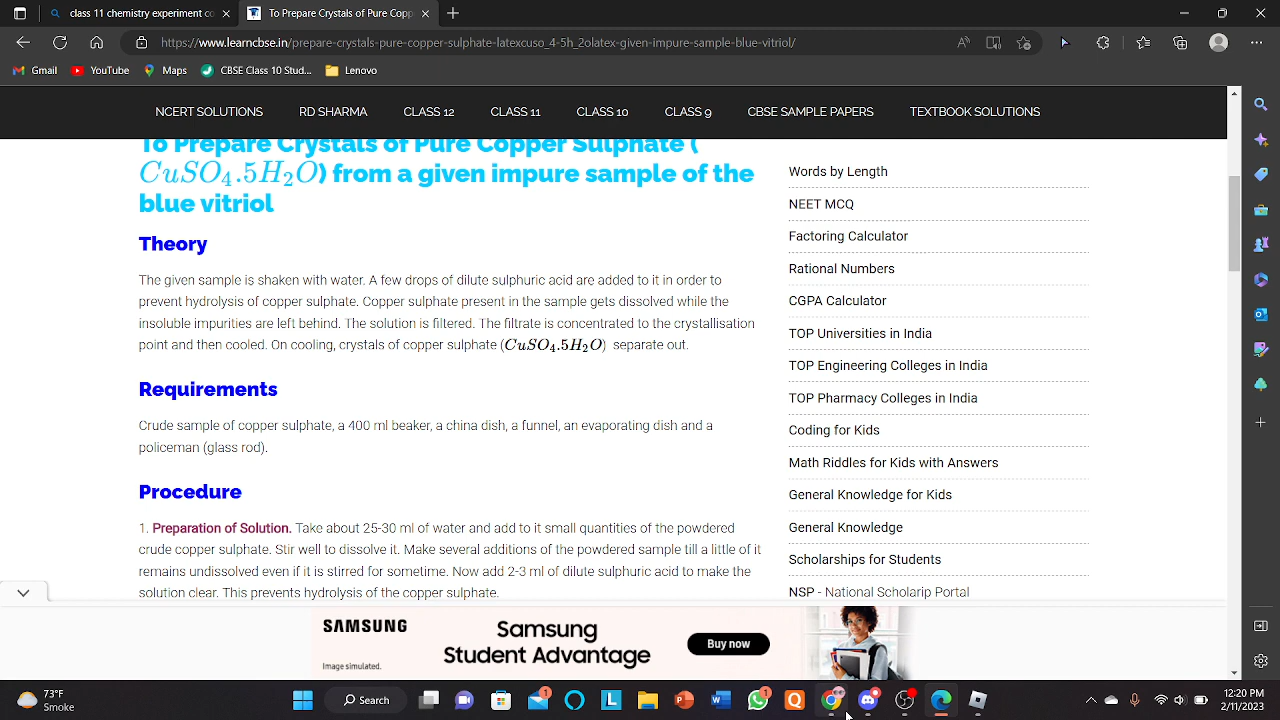 class 11 chemistry experiments
To Prepare Crystals of Pure Copp
https://www.learncbse.in/prepare-crystals-pure-copper-sulphate-latexcuso_4-5h_2olatex-given-impure-sample-blue-vitriol/
Gmail YouTube Maps CBSE Class 10 Stud... Lenovo
NCERT SOLUTIONS RD SHARMA CLASS 12 CLASS 11 CLASS 10 CLASS 9 CBSE SAMPLE PAPERS TEXTBOOK SOLUTIONS
To Prepare Crystals of Pure Copper Sulphate (
CuSO₄.5H₂O) from a given impure sample of the
blue vitriol
Theory
The given sample is shaken with water. A few drops of dilute sulphuric acid are added to it in order to
prevent hydrolysis of copper sulphate. Copper sulphate present in the sample gets dissolved while the
insoluble impurities are left behind. The solution is filtered. The filtrate is concentrated to the crystallisation
point and then cooled. On cooling, crystals of copper sulphate (CuSO₄.5H₂O) separate out.
Requirements
Crude sample of copper sulphate, a 400 ml beaker, a china dish, a funnel, an evaporating dish and a
policeman (glass rod).
Procedure
1. Preparation of Solution. Take about 25-30 ml of water and add to it small quantities of the powdered
crude copper sulphate. Stir well to dissolve it. Make several additions of the powdered sample till a little of it
remains undissolved even if it is stirred for sometime. Now add 2-3 ml of dilute sulphuric acid to make the
solution clear. This prevents hydrolysis of the copper sulphate.
Words by Length
NEET MCQ
Factoring Calculator
Rational Numbers
CGPA Calculator
TOP Universities in India
TOP Engineering Colleges in India
TOP Pharmacy Colleges in India
Coding for Kids
Math Riddles for Kids with Answers
General Knowledge for Kids
General Knowledge
Scholarships for Students
NSP - National Scholarip Portal
SAMSUNG
Image simulated.
Samsung
Student Advantage
Buy now
73°F
Smoke
Search
12:20 PM
2/1/2023